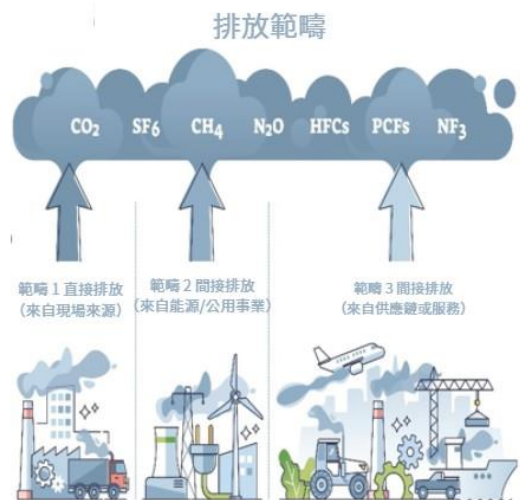 排放範疇
CO₂ SF₆ CH₄ N₂O HFCs PCFs NF₃
範疇 1 直接排放
（來自現場來源）
範疇 2 間接排放
（來自能源/公用事業）
範疇 3 間接排放
（來自供應鏈或服務）